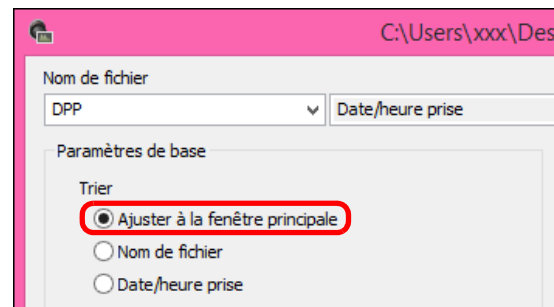 C:\Users\xxx\Des
Nom de fichier
DPP Date/heure prise
Paramètres de base
Trier
Ajuster à la fenêtre principale
Nom de fichier
Date/heure prise